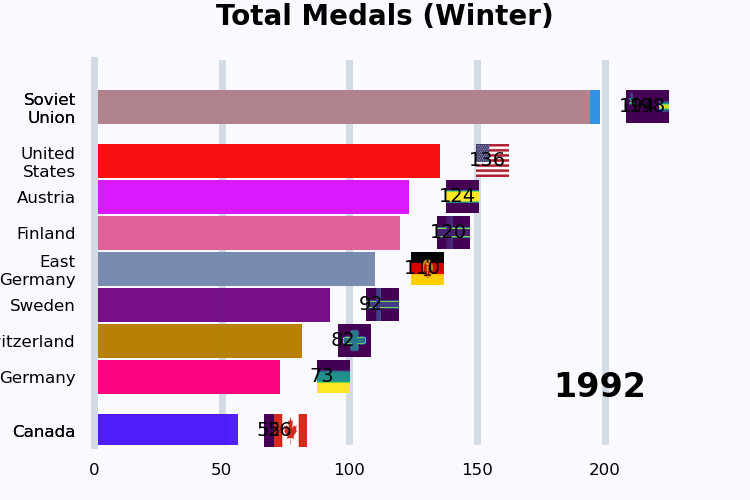 Total Medals (Winter)
Soviet
Union
United
States
136
Austria
124
Finland
120
East
Germany
110
Sweden
92
itzerland
82
Germany
73
1992
Canada
0 50 100 150 200